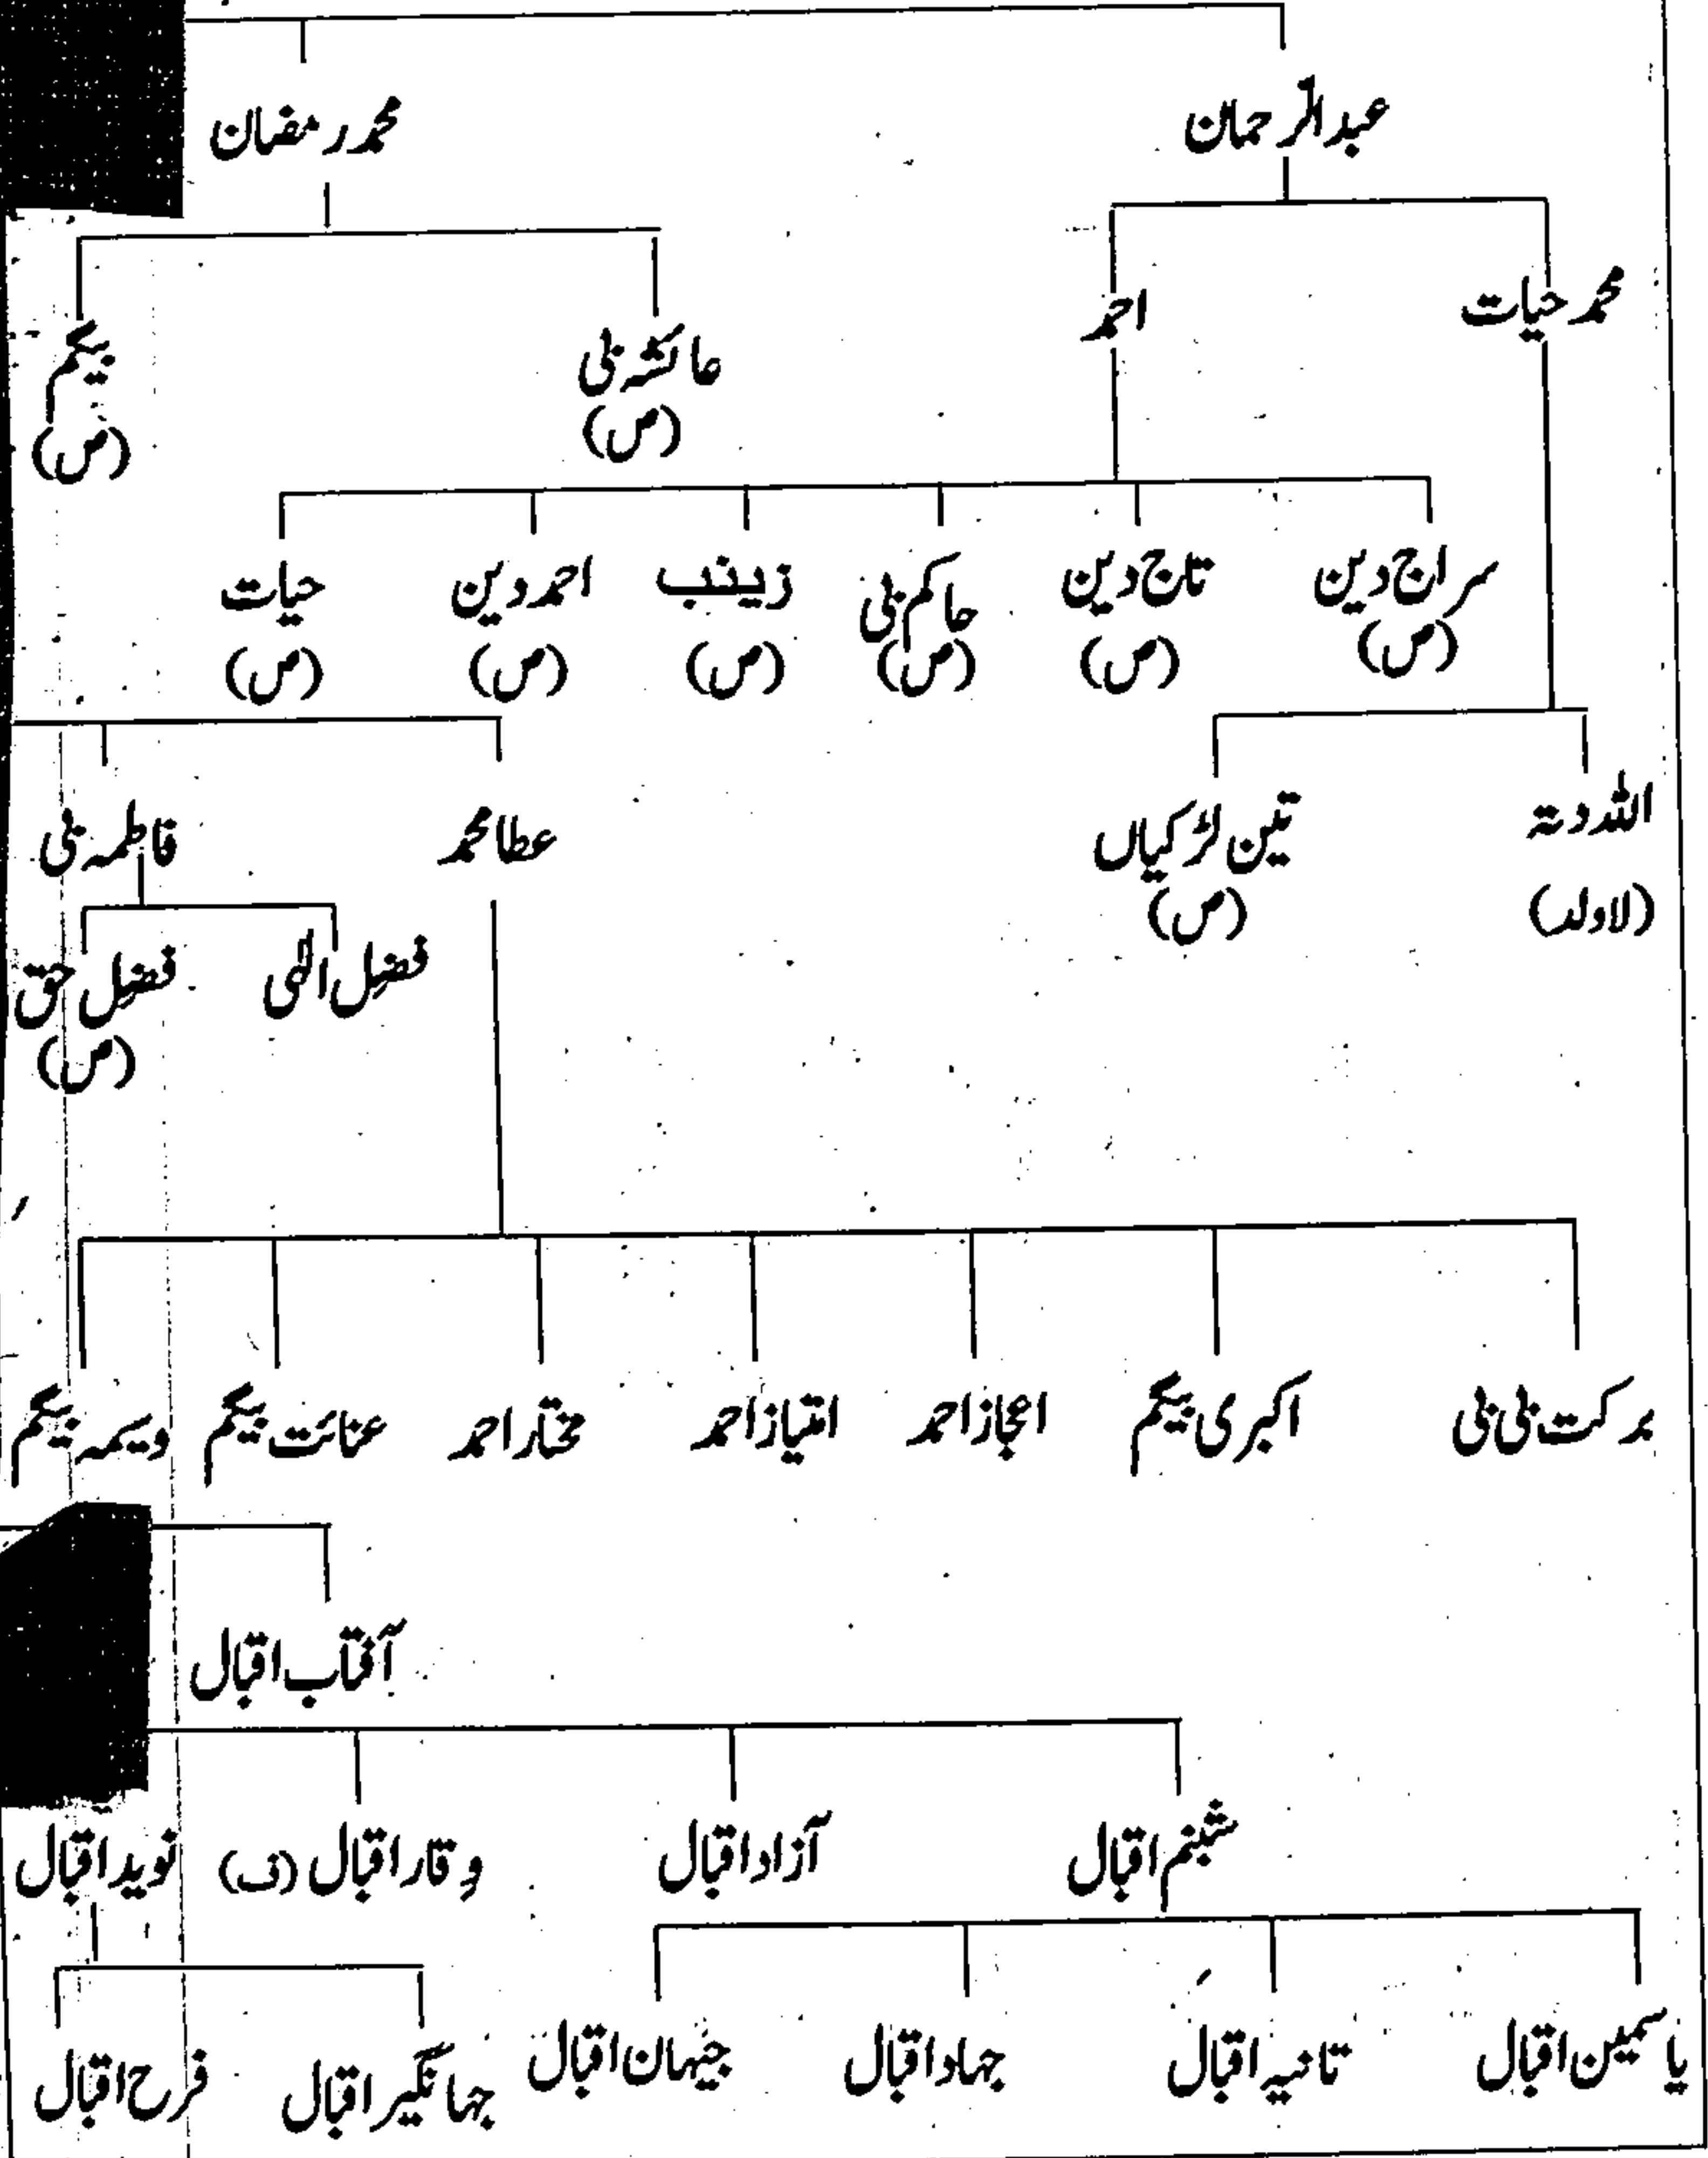 عبدالرحمان محمد رمضان
محمد حیات احمد عائشہ بی بیگم
(ص) (ص)
سراج دین تاج دین حاکم بی زینب احمد دین حیات
(ص) (ص) (ص) (ص) (ص) (ص)
اللہ دتہ تین لڑکیاں عطا محمد فاطمہ بی
(لاولد) (ص)
فضل الٰہی فضل حق
(ص)
برکت بی بی اکبری بیگم اعجاز احمد امتیاز احمد مختار احمد عنائت بیگم وسیمہ بیگم
آفتاب اقبال
شبنم اقبال آزاد اقبال وقار اقبال (ف) نوید اقبال
یاسمین اقبال تانیہ اقبال جہاد اقبال جیہان اقبال جہانگیر اقبال فرح اقبال